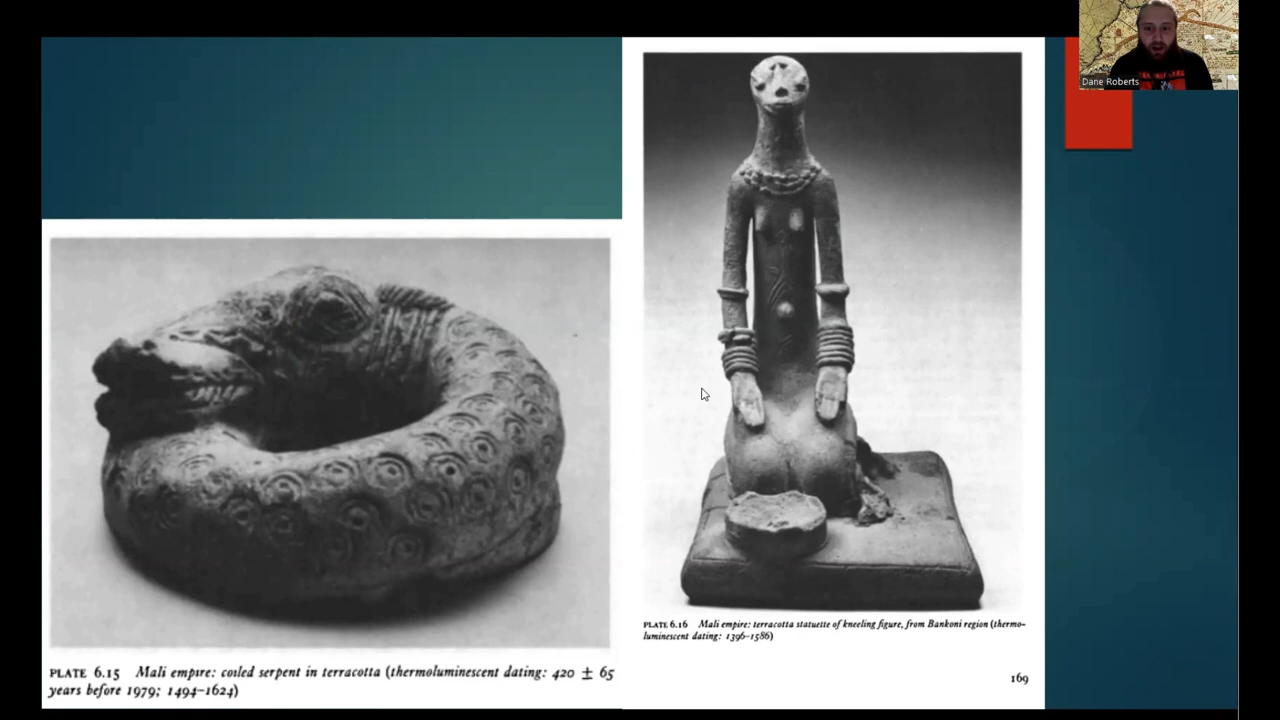 Dane Roberts
PLATE 6.15 Mali empire: coiled serpent in terracotta (thermoluminescent dating: 420 ± 65
years before 1979; 1494–1624)
PLATE 6.16 Mali empire: terracotta statuette of kneeling figure, from Bankoni region (thermo-
luminescent dating: 1396–1586)
169